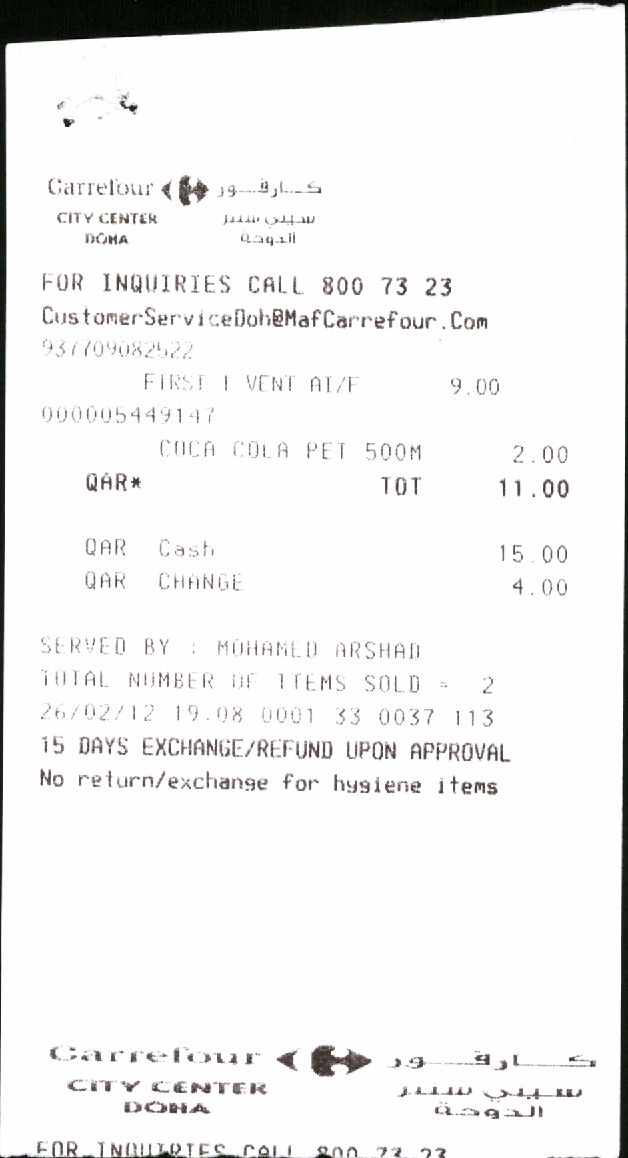 Carrefour كـارفـور
CITY CENTER سيتي سنتر
DOHA الدوحة
FOR INQUIRIES CALL 800 73 23
CustomerServiceDoh@MafCarrefour.Com
937709082522
FIRST 1 VENT AI/F 9.00
000005449147
COCA COLA PET 500M 2.00
QAR* TOT 11.00
QAR Cash 15.00
QAR CHANGE 4.00
SERVED BY : MOHAMED ARSHAD
TOTAL NUMBER OF ITEMS SOLD = 2
26/02/12 19.08 0001 33 0037 113
15 DAYS EXCHANGE/REFUND UPON APPROVAL
No return/exchange for hygiene items
Carrefour كـارفـور
CITY CENTER سيتي سنتر
DOHA الدوحة
FOR INQUIRIES CALL 800 73 23